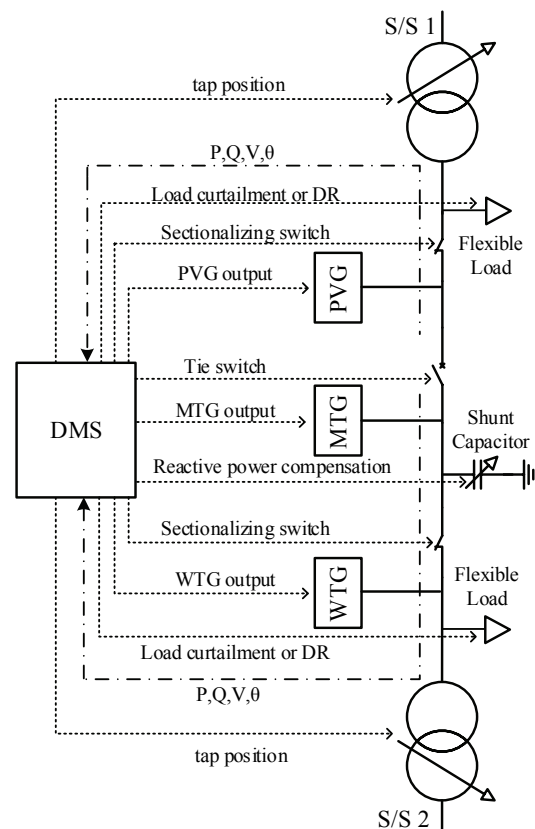 S/S 1
tap position
P,Q,V,θ
Load curtailment or DR
Sectionalizing switch
Flexible
Load
PVG output
PVG
Tie switch
DMS
MTG output
MTG
Shunt
Capacitor
Reactive power compensation
Sectionalizing switch
WTG output
WTG
Flexible
Load
Load curtailment or DR
P,Q,V,θ
tap position
S/S 2